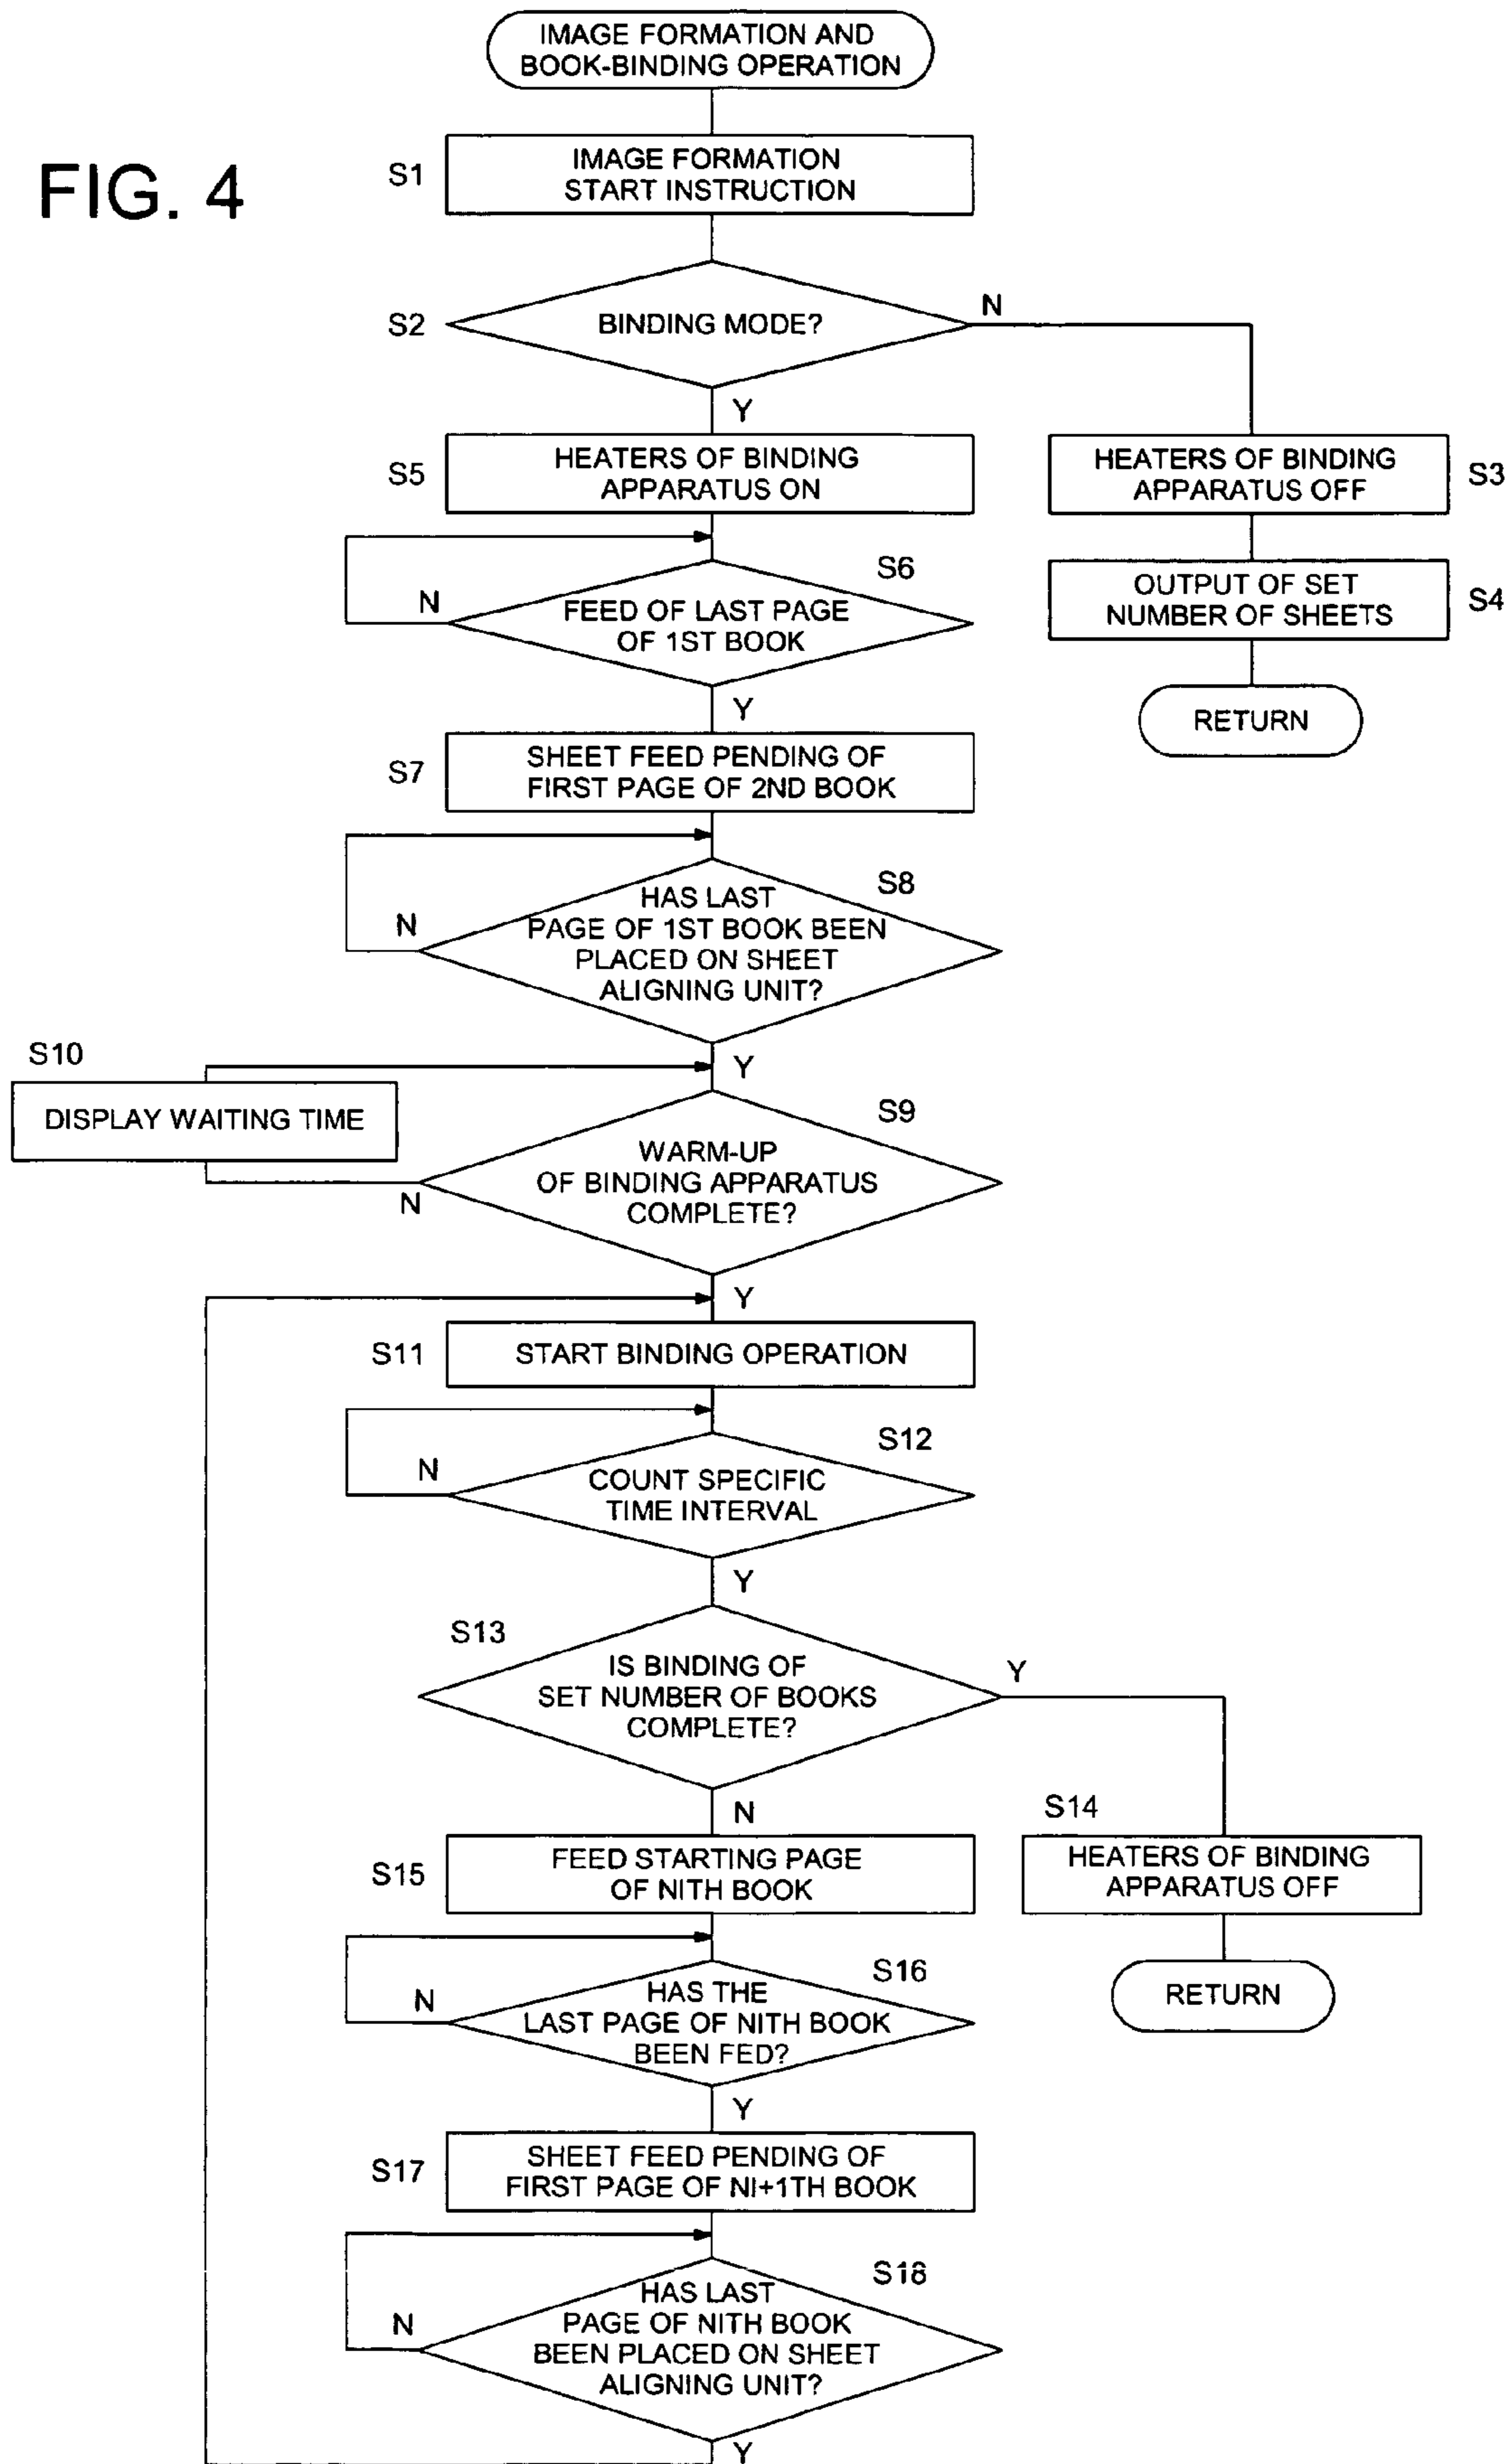 IMAGE FORMATION AND
BOOK-BINDING OPERATION
FIG. 4
S1
IMAGE FORMATION
START INSTRUCTION
S2
BINDING MODE?
N
Y
S5
HEATERS OF BINDING
APPARATUS ON
HEATERS OF BINDING
APPARATUS OFF
S3
S6
N
FEED OF LAST PAGE
OF 1ST BOOK
OUTPUT OF SET
NUMBER OF SHEETS
S4
Y
RETURN
S7
SHEET FEED PENDING OF
FIRST PAGE OF 2ND BOOK
S8
N
HAS LAST
PAGE OF 1ST BOOK BEEN
PLACED ON SHEET
ALIGNING UNIT?
Y
S10
DISPLAY WAITING TIME
S9
WARM-UP
OF BINDING APPARATUS
COMPLETE?
N
Y
S11
START BINDING OPERATION
S12
N
COUNT SPECIFIC
TIME INTERVAL
Y
S13
IS BINDING OF
SET NUMBER OF BOOKS
COMPLETE?
Y
N
S14
HEATERS OF BINDING
APPARATUS OFF
RETURN
S15
FEED STARTING PAGE
OF NITH BOOK
S16
N
HAS THE
LAST PAGE OF NITH BOOK
BEEN FED?
Y
S17
SHEET FEED PENDING OF
FIRST PAGE OF NI+1TH BOOK
S18
N
HAS LAST
PAGE OF NITH BOOK
BEEN PLACED ON SHEET
ALIGNING UNIT?
Y